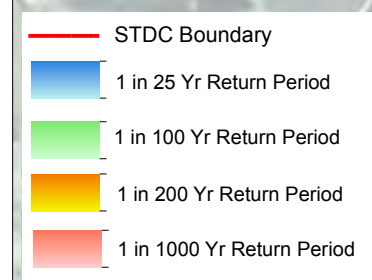 STDC Boundary
1 in 25 Yr Return Period
1 in 100 Yr Return Period
1 in 200 Yr Return Period
1 in 1000 Yr Return Period